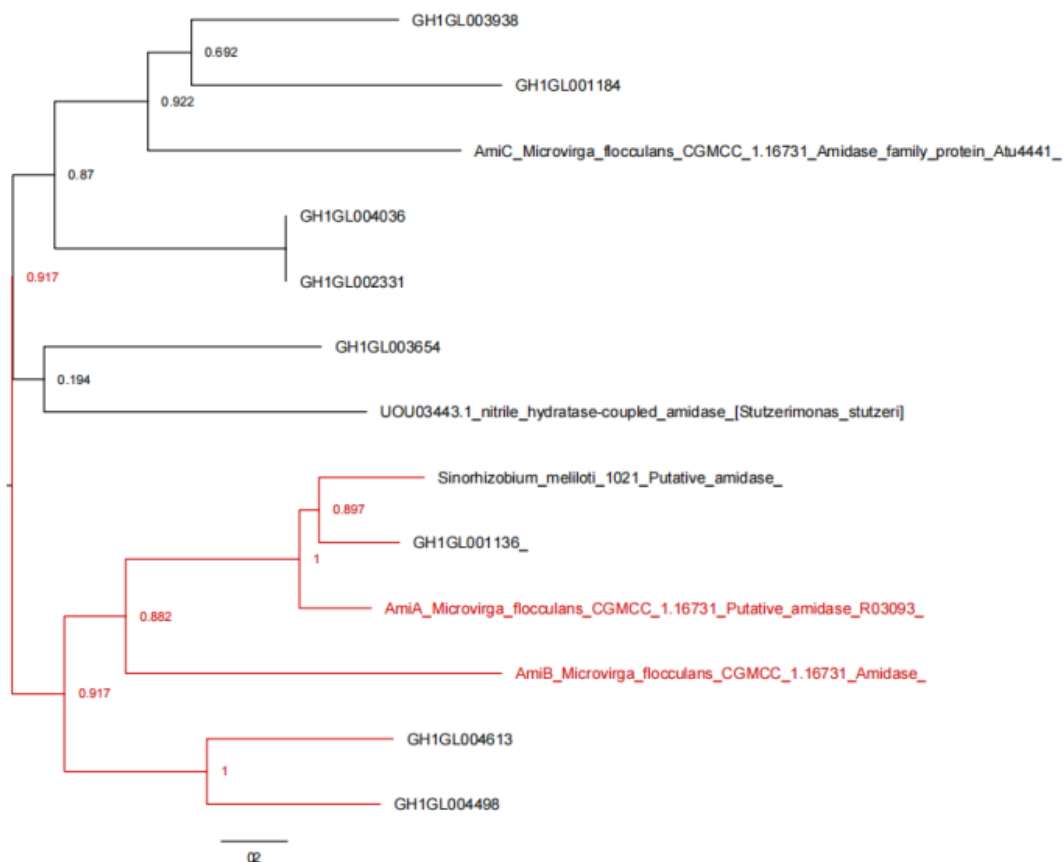 GH1GL003938
0.692
GH1GL001184
0.922
AmiC_Microvirga_flocculans_CGMCC_1.16731_Amidase_family_protein_Atu4441_
0.87
GH1GL004036
0.917
GH1GL002331
GH1GL003654
0.194
UOU03443.1_nitrile_hydratase-coupled_amidase_[Stutzerimonas_stutzeri]
Sinorhizobium_meliloti_1021_Putative_amidase_
0.897
GH1GL001136_
1
AmiA_Microvirga_flocculans_CGMCC_1.16731_Putative_amidase_R03093_
0.882
AmiB_Microvirga_flocculans_CGMCC_1.16731_Amidase_
0.917
GH1GL004613
1
GH1GL004498
02